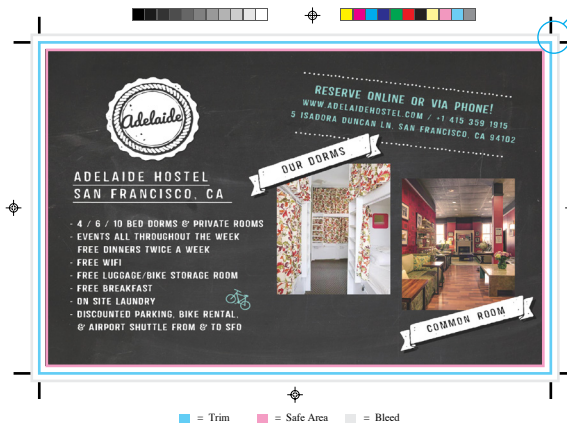 Adelaide
ADELAIDE HOSTEL
SAN FRANCISCO, CA
- 4 / 6 / 10 BED DORMS & PRIVATE ROOMS
- EVENTS ALL THROUGHOUT THE WEEK
FREE DINNERS TWICE A WEEK
- FREE WIFI
- FREE LUGGAGE/BIKE STORAGE ROOM
- FREE BREAKFAST
- ON SITE LAUNDRY
- DISCOUNTED PARKING, BIKE RENTAL,
& AIRPORT SHUTTLE FROM & TO SFO
RESERVE ONLINE OR VIA PHONE!
WWW.ADELAIDEHOSTEL.COM / +1 415 359 1915
5 ISADORA DUNCAN LN. SAN FRANCISCO, CA 94102
OUR DORMS
COMMON ROOM
= Trim = Safe Area = Bleed